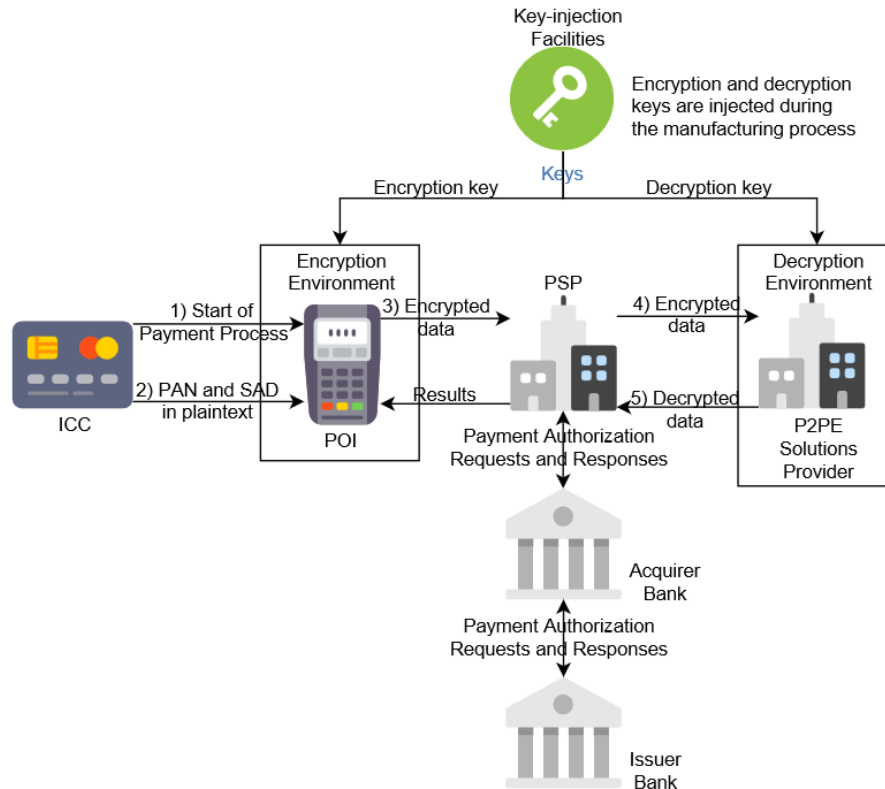 Key-injection
Facilities
Encryption and decryption
keys are injected during
the manufacturing process
Keys
Encryption key
Decryption key
Encryption
Environment
PSP
Decryption
Environment
1) Start of
Payment Process
3) Encrypted
data
4) Encrypted
data
2) PAN and SAD
in plaintext
Results
5) Decrypted
data
ICC
POI
P2PE
Solutions
Provider
Payment Authorization
Requests and Responses
Acquirer
Bank
Payment Authorization
Requests and Responses
Issuer
Bank